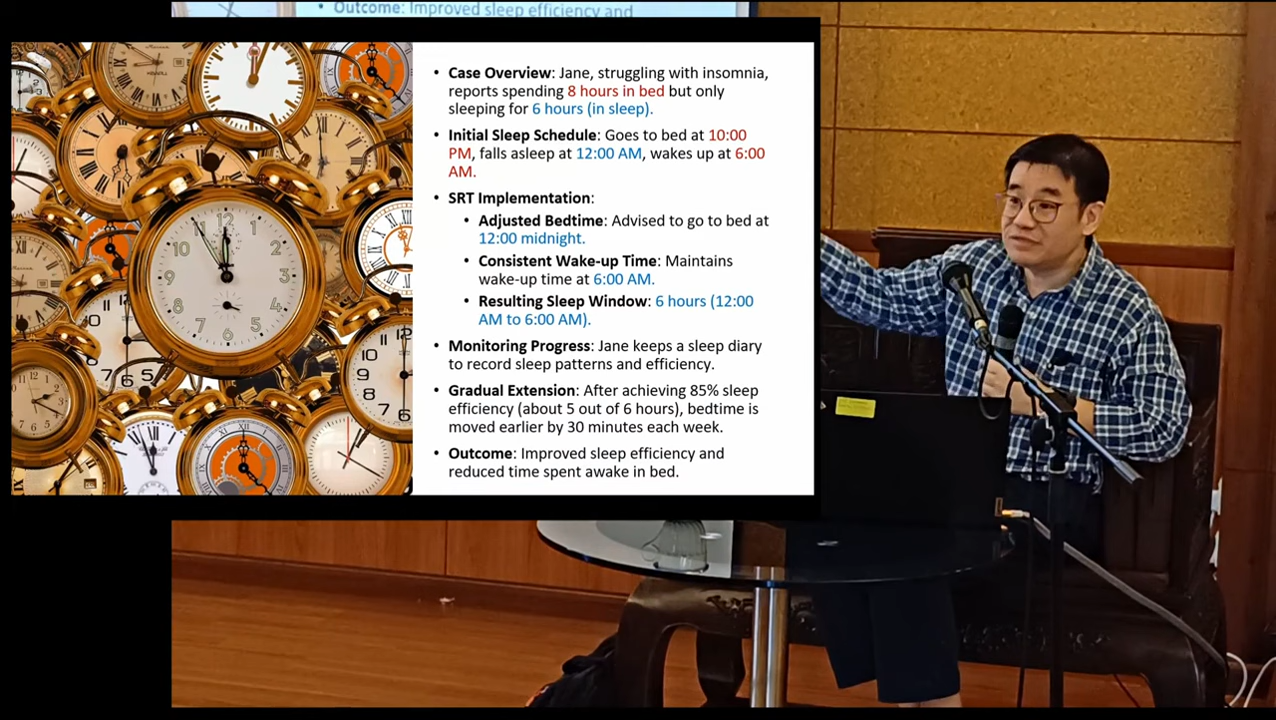 Outcome: Improved sleep efficiency and
• Case Overview: Jane, struggling with insomnia,
reports spending 8 hours in bed but only
sleeping for 6 hours (in sleep).
• Initial Sleep Schedule: Goes to bed at 10:00
PM, falls asleep at 12:00 AM, wakes up at 6:00
AM.
• SRT Implementation:
• Adjusted Bedtime: Advised to go to bed at
12:00 midnight.
• Consistent Wake-up Time: Maintains
wake-up time at 6:00 AM.
• Resulting Sleep Window: 6 hours (12:00
AM to 6:00 AM).
• Monitoring Progress: Jane keeps a sleep diary
to record sleep patterns and efficiency.
• Gradual Extension: After achieving 85% sleep
efficiency (about 5 out of 6 hours), bedtime is
moved earlier by 30 minutes each week.
• Outcome: Improved sleep efficiency and
reduced time spent awake in bed.